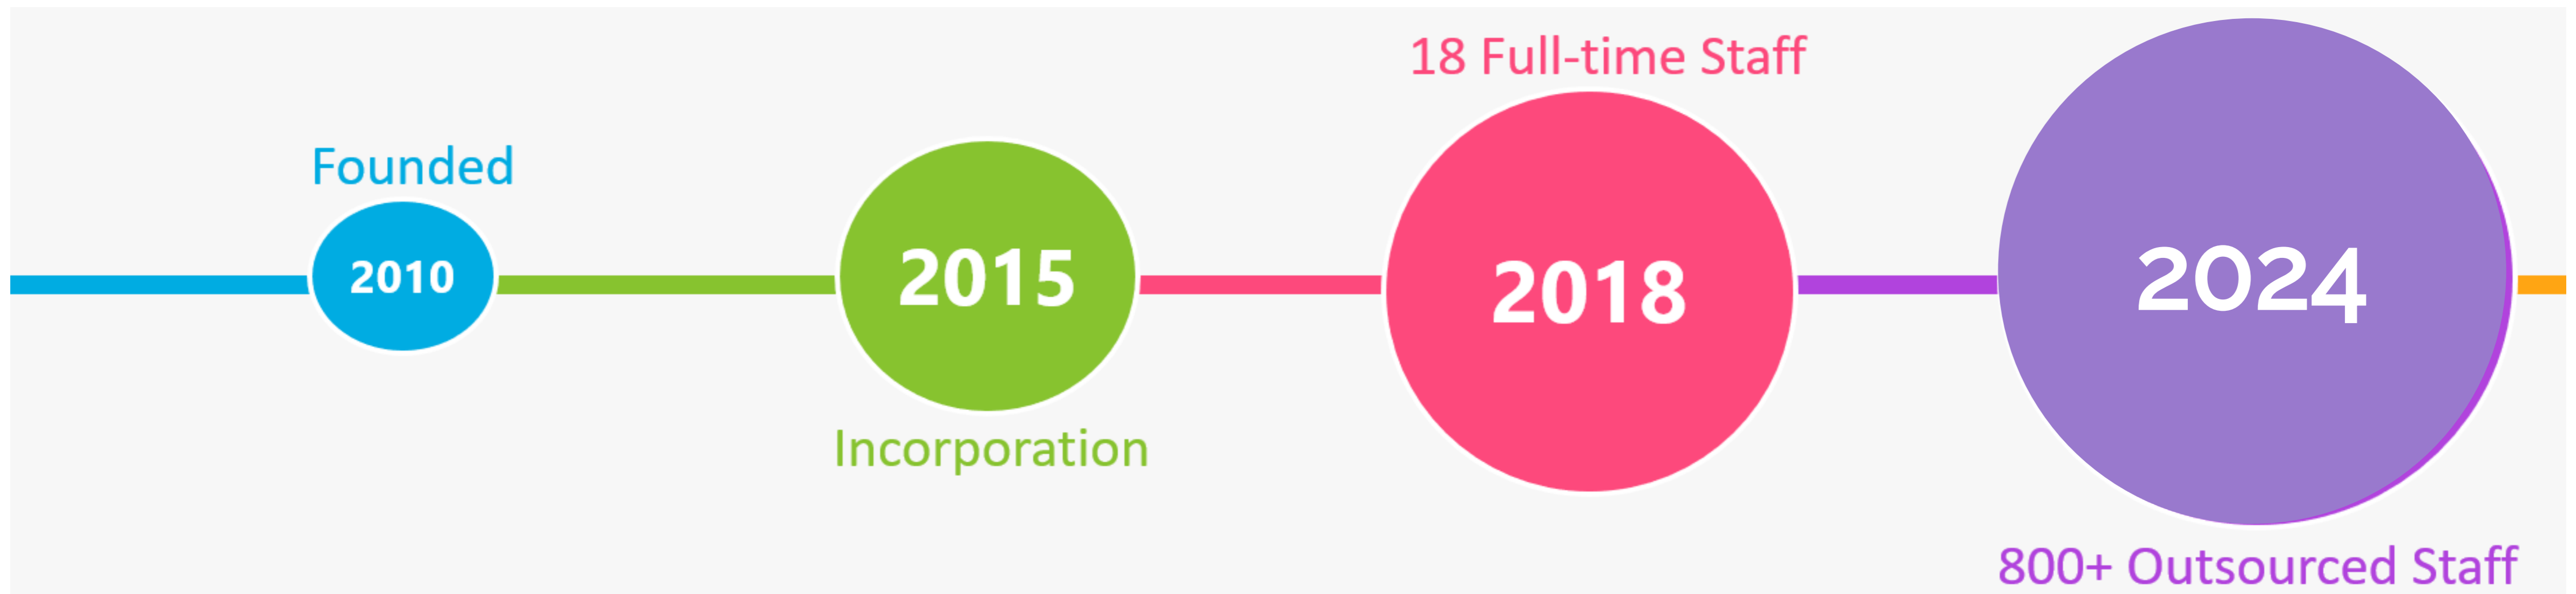 Founded
2010
2015
Incorporation
18 Full-time Staff
2018
2024
800+ Outsourced Staff